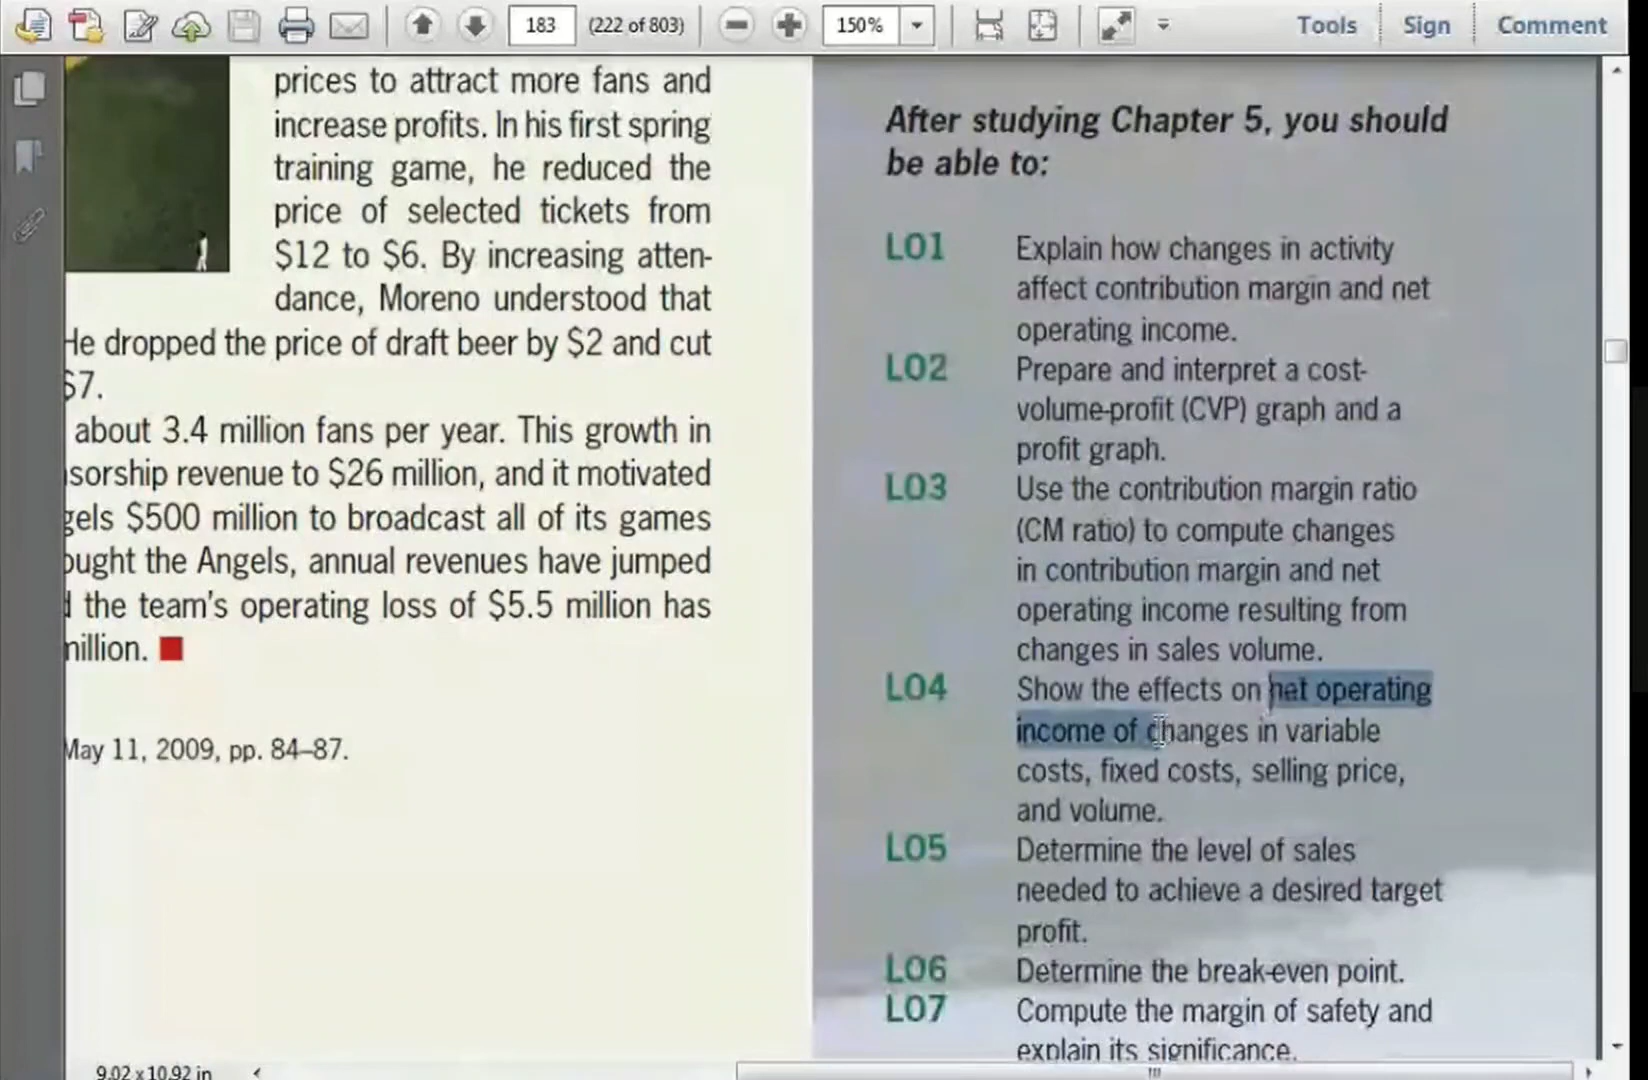 183 (222 of 803) 150% Tools Sign Comment
prices to attract more fans and
increase profits. In his first spring
training game, he reduced the
price of selected tickets from
$12 to $6. By increasing atten-
dance, Moreno understood that
He dropped the price of draft beer by $2 and cut
$7.
about 3.4 million fans per year. This growth in
sorship revenue to $26 million, and it motivated
gels $500 million to broadcast all of its games
ought the Angels, annual revenues have jumped
the team's operating loss of $5.5 million has
million.
May 11, 2009, pp. 84–87.
After studying Chapter 5, you should
be able to:
LO1 Explain how changes in activity
affect contribution margin and net
operating income.
LO2 Prepare and interpret a cost-
volume-profit (CVP) graph and a
profit graph.
LO3 Use the contribution margin ratio
(CM ratio) to compute changes
in contribution margin and net
operating income resulting from
changes in sales volume.
LO4 Show the effects on net operating
income of changes in variable
costs, fixed costs, selling price,
and volume.
LO5 Determine the level of sales
needed to achieve a desired target
profit.
LO6 Determine the break-even point.
LO7 Compute the margin of safety and
explain its significance.
9.02 x 10.92 in